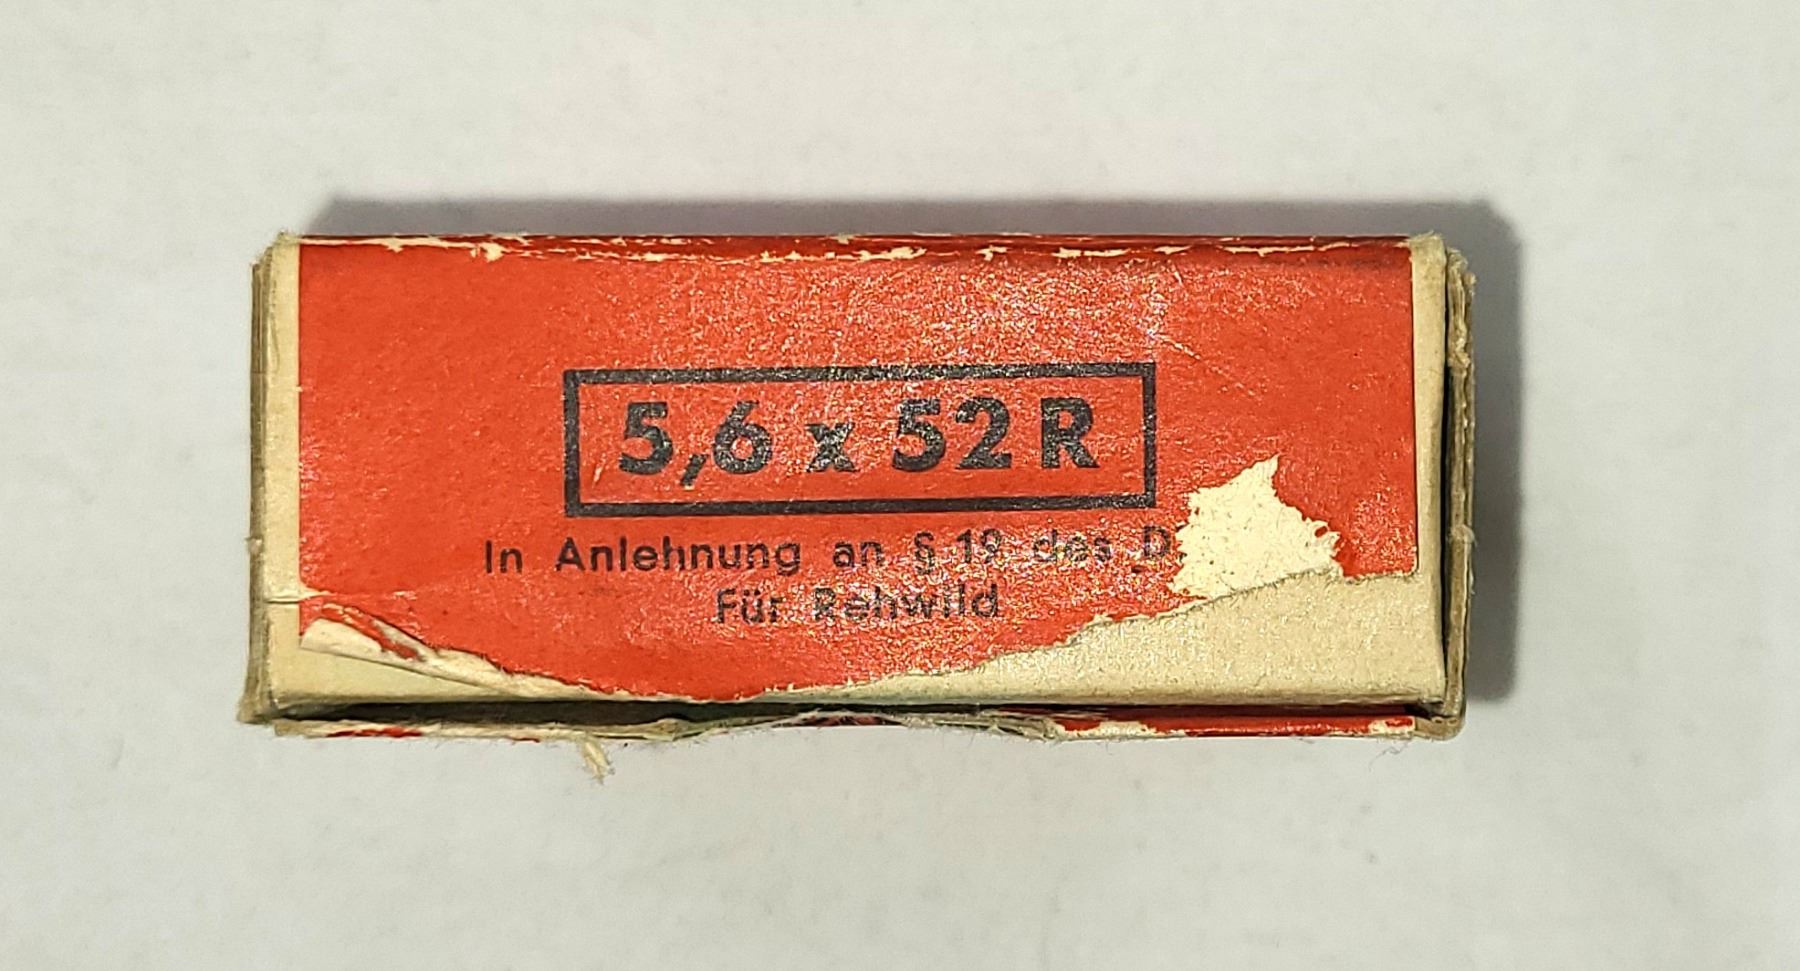 5,6 x 52 R
In Anlehnung an § 19 des D.
Für Rehwild